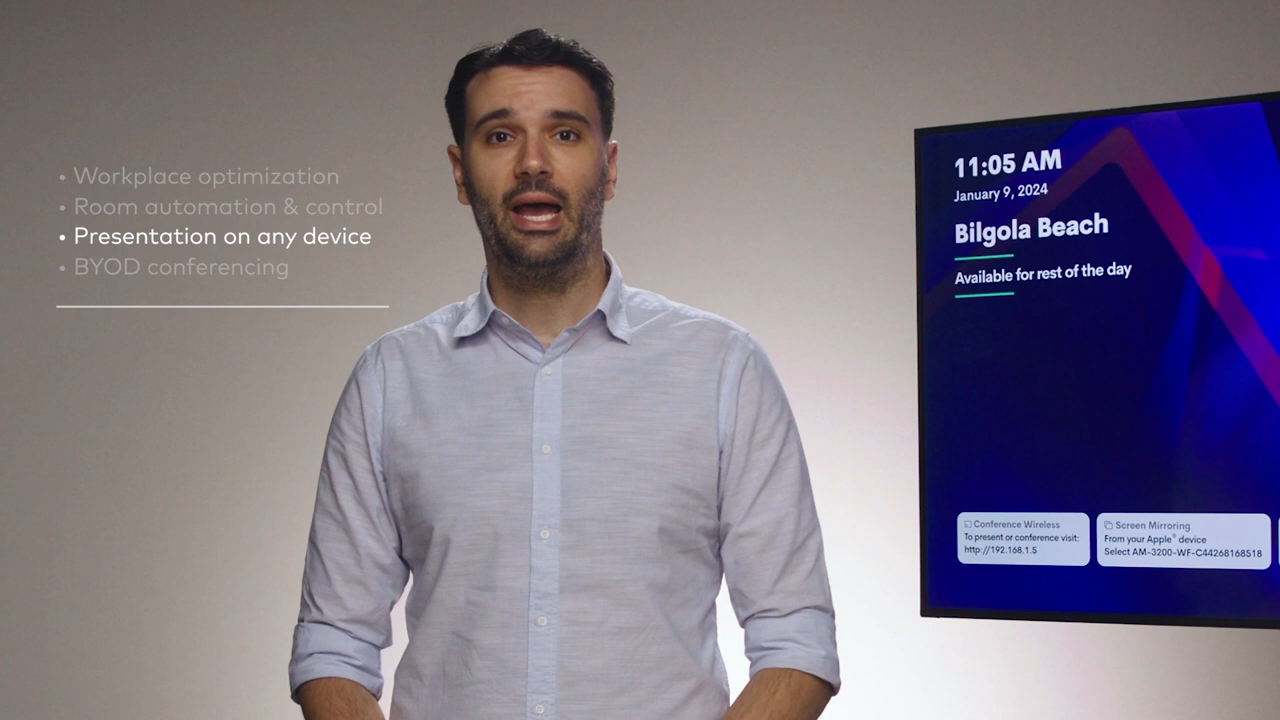 • Workplace optimization
• Room automation & control
• Presentation on any device
• BYOD conferencing
11:05 AM
January 9, 2024
Bilgola Beach
Available for rest of the day
Conference Wireless
To present or conference visit:
http://192.168.1.5
Screen Mirroring
From your Apple® device
Select AM-3200-WF-C44268168518